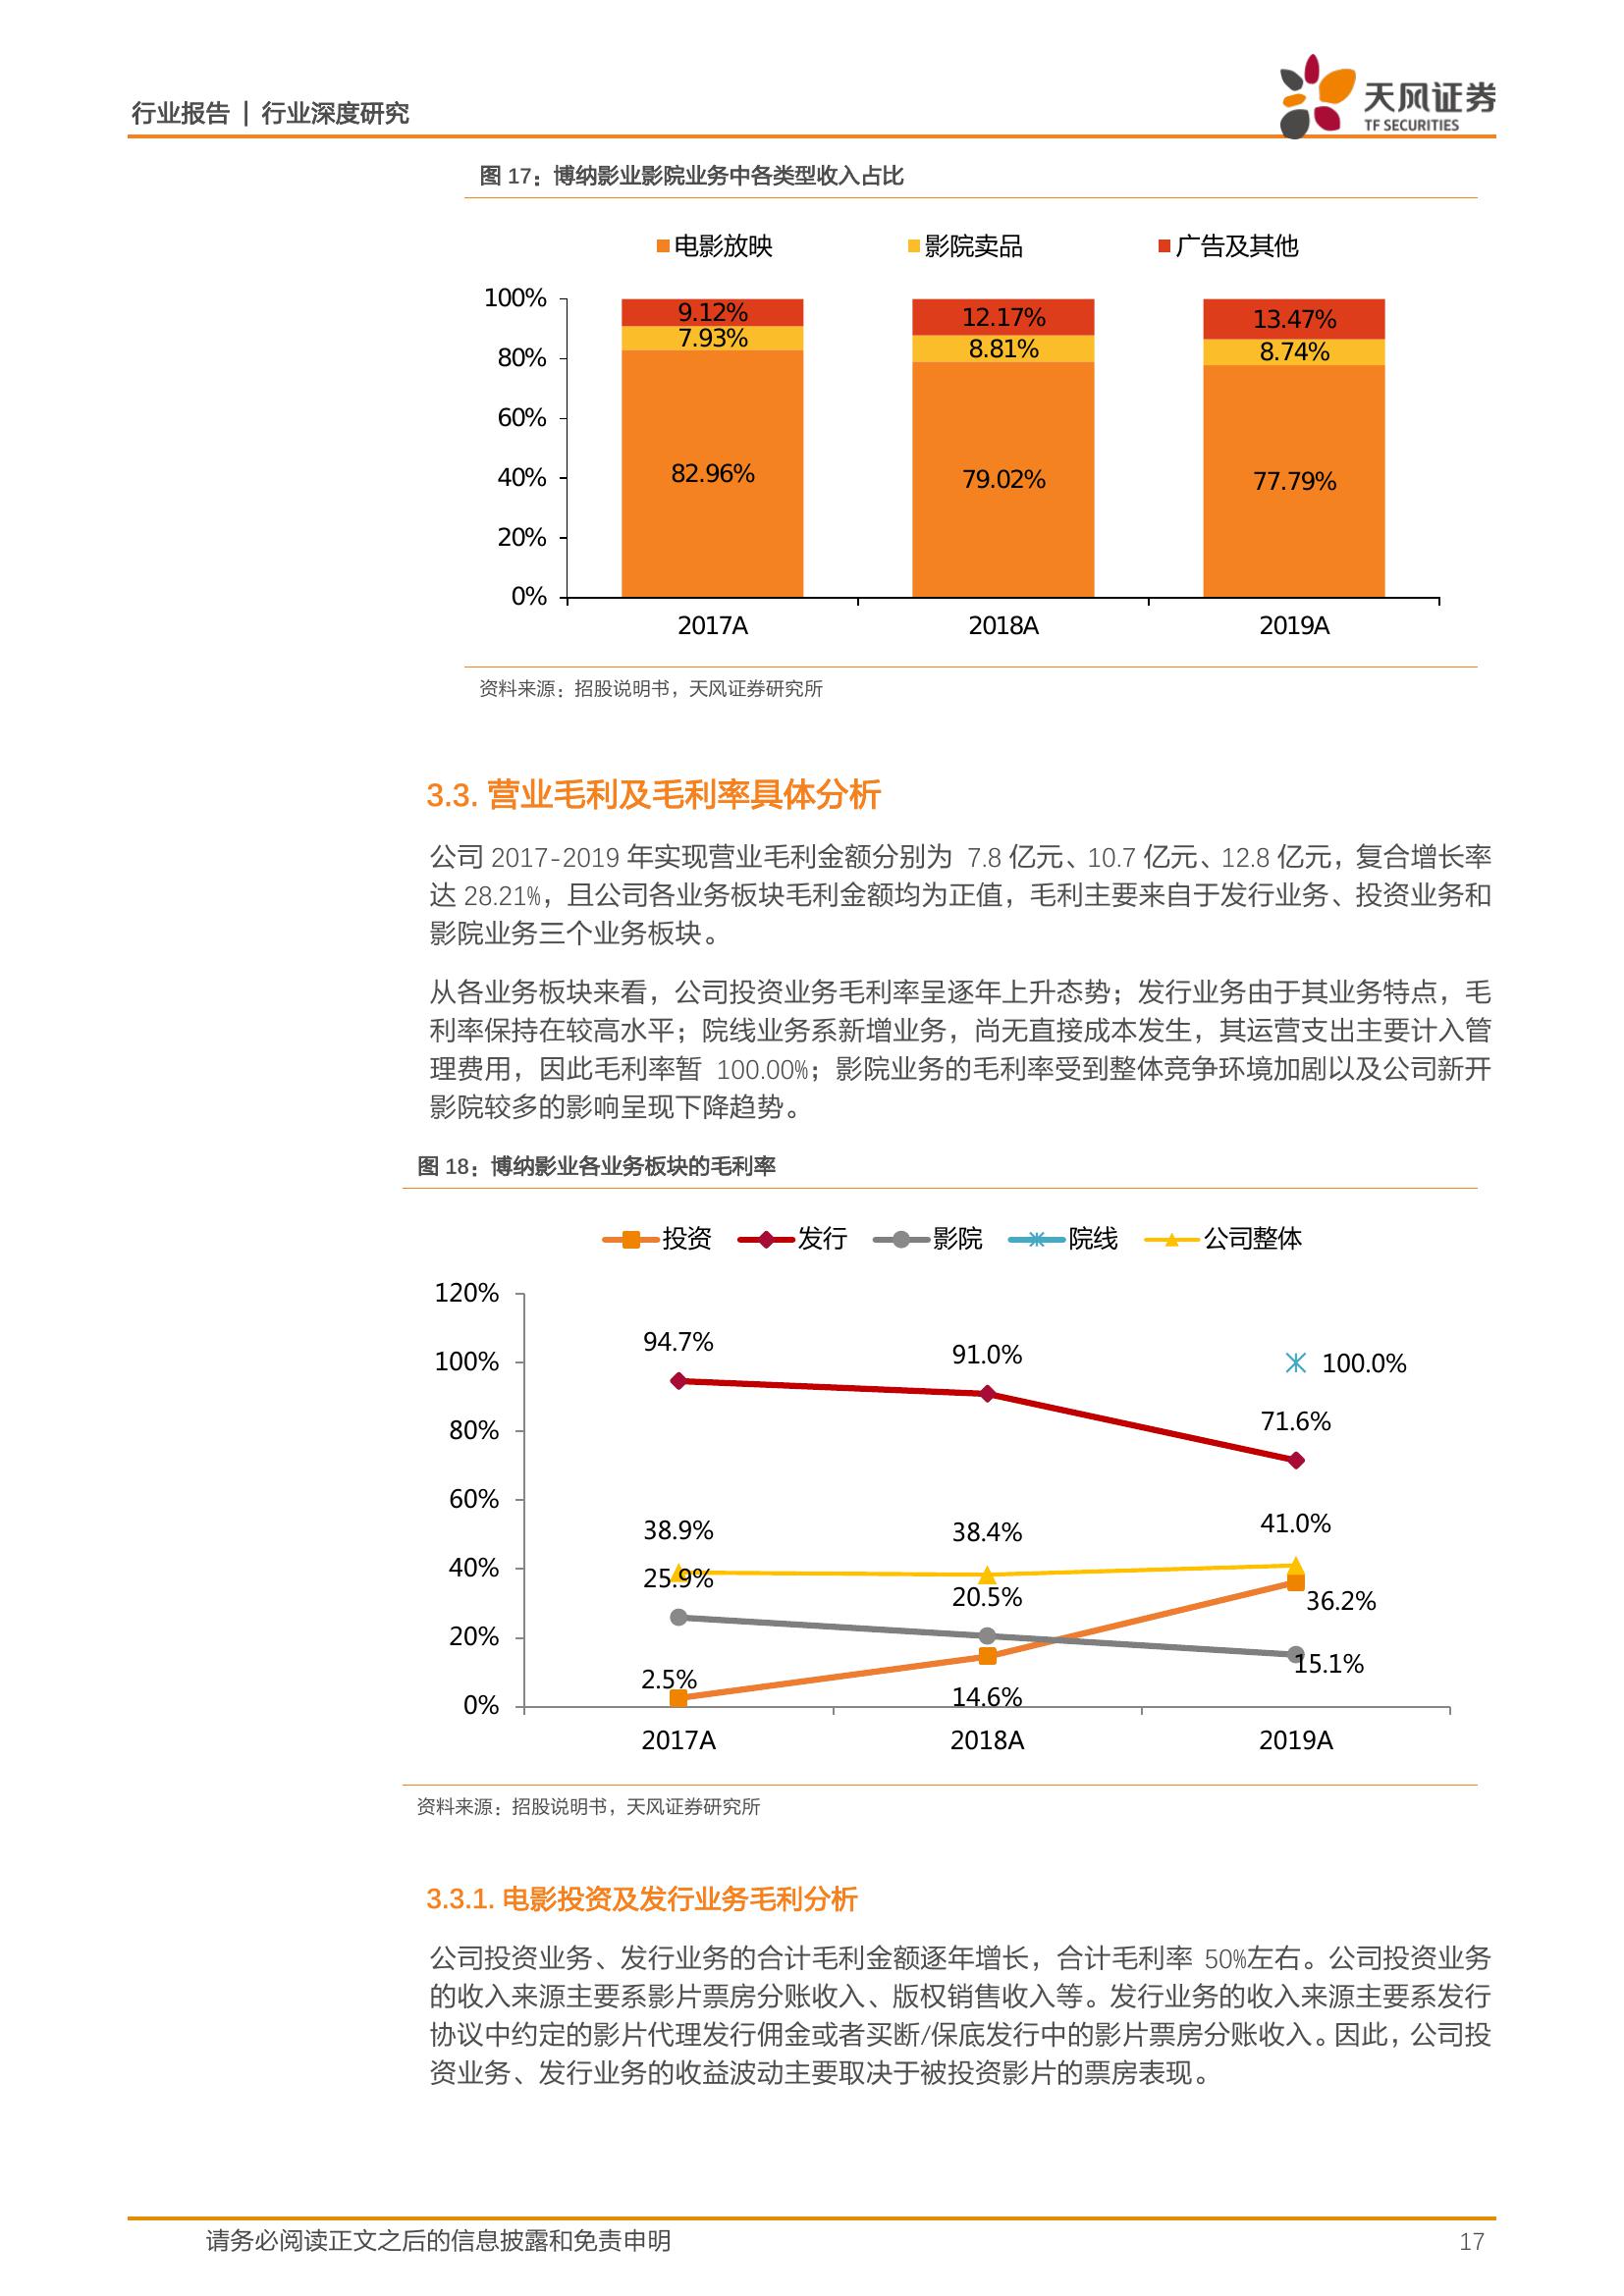 行业报告 | 行业深度研究
天风证券
TF SECURITIES
图 17：博纳影业影院业务中各类型收入占比
电影放映 影院卖品 广告及其他
100%
80%
60%
40%
20%
0%
9.12% 12.17% 13.47%
7.93% 8.81% 8.74%
82.96% 79.02% 77.79%
2017A 2018A 2019A
资料来源：招股说明书，天风证券研究所
3.3. 营业毛利及毛利率具体分析
公司 2017-2019 年实现营业毛利金额分别为 7.8 亿元、10.7 亿元、12.8 亿元，复合增长率
达 28.21%，且公司各业务板块毛利金额均为正值，毛利主要来自于发行业务、投资业务和
影院业务三个业务板块。
从各业务板块来看，公司投资业务毛利率呈逐年上升态势；发行业务由于其业务特点，毛
利率保持在较高水平；院线业务系新增业务，尚无直接成本发生，其运营支出主要计入管
理费用，因此毛利率暂 100.00%；影院业务的毛利率受到整体竞争环境加剧以及公司新开
影院较多的影响呈现下降趋势。
图 18：博纳影业各业务板块的毛利率
投资 发行 影院 院线 公司整体
120%
100%
80%
60%
40%
20%
0%
94.7% 91.0% 71.6%
100.0%
38.9% 38.4% 41.0%
25.9% 20.5% 15.1%
2.5% 14.6% 36.2%
2017A 2018A 2019A
资料来源：招股说明书，天风证券研究所
3.3.1. 电影投资及发行业务毛利分析
公司投资业务、发行业务的合计毛利金额逐年增长，合计毛利率 50%左右。公司投资业务
的收入来源主要系影片票房分账收入、版权销售收入等。发行业务的收入来源主要系发行
协议中约定的影片代理发行佣金或者买断/保底发行中的影片票房分账收入。因此，公司投
资业务、发行业务的收益波动主要取决于被投资影片的票房表现。
请务必阅读正文之后的信息披露和免责申明
17